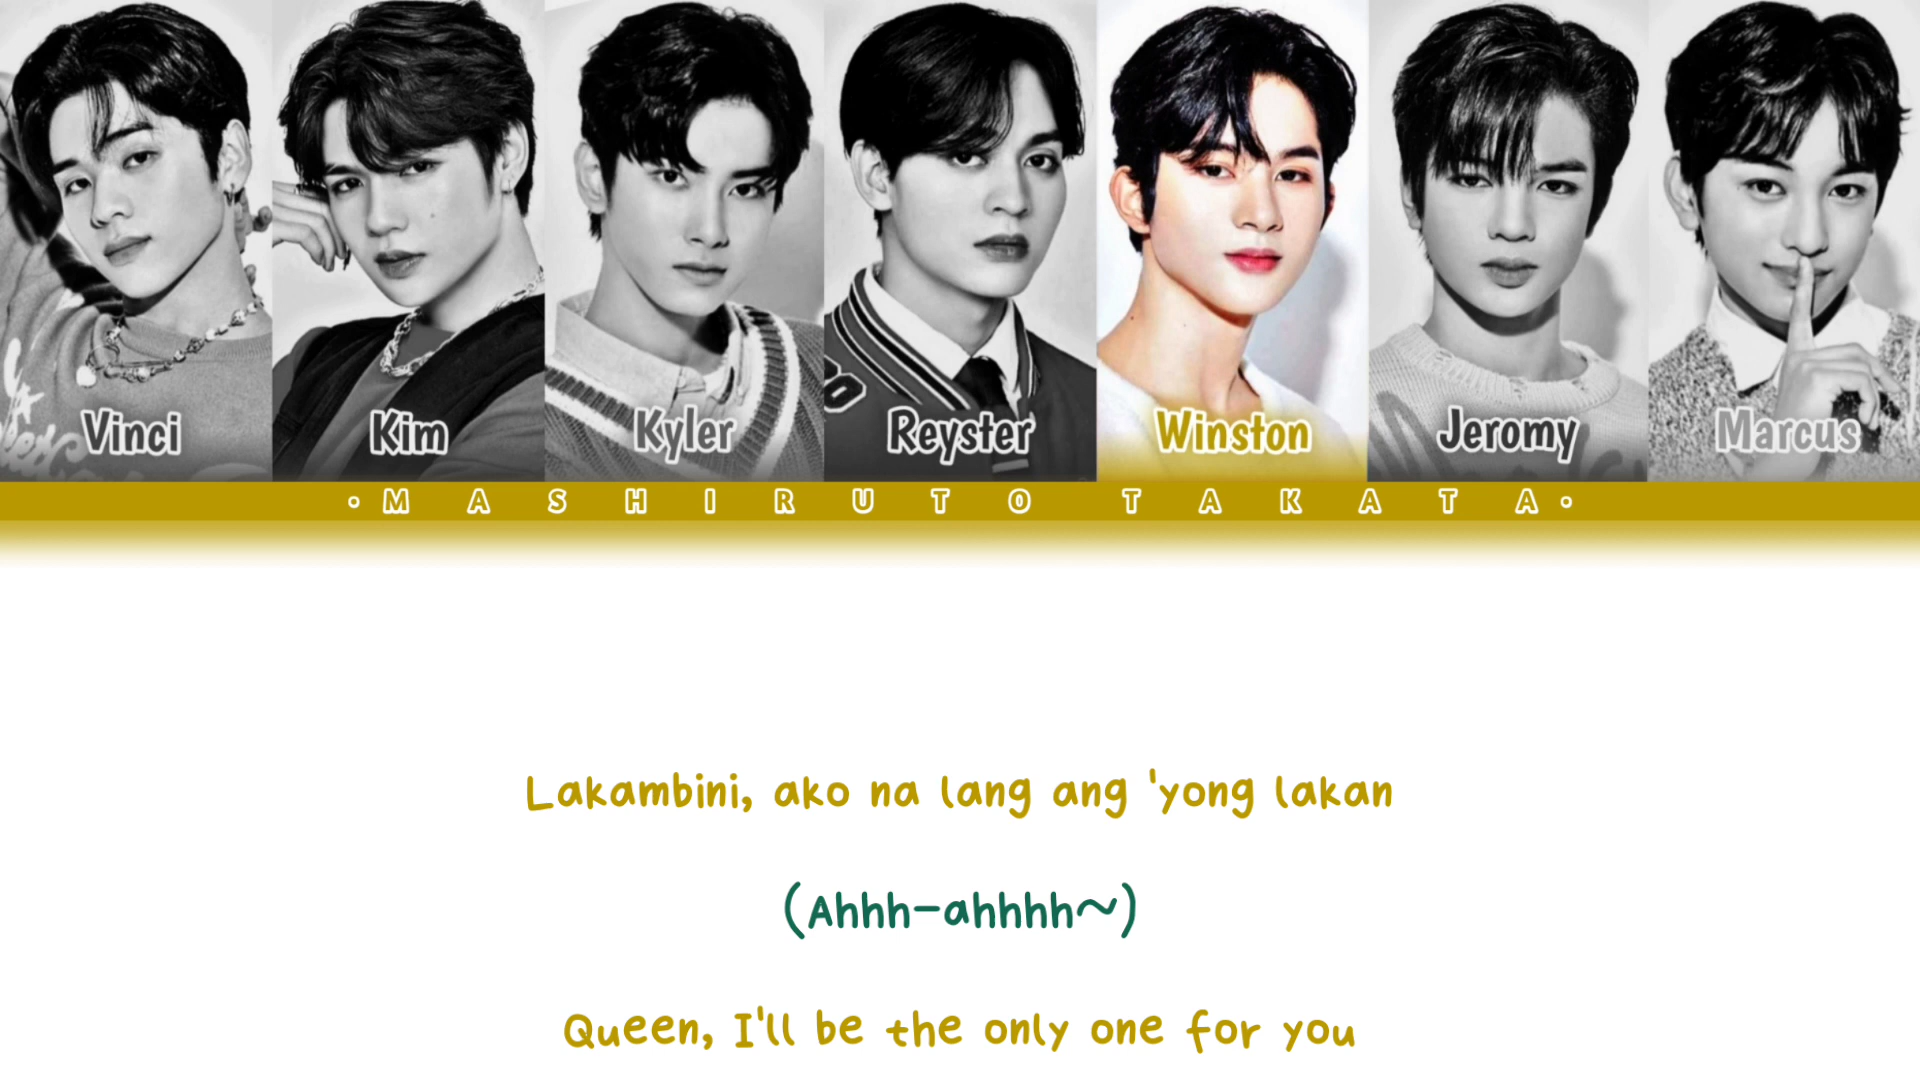 Vinci Kim Kyler Reyster Winston Jeromy Marcus
•MASHIRUTO TAKATA•
Lakambini, ako na lang ang 'yong lakan
(Ahhh-ahhhh~)
Queen, I'll be the only one for you